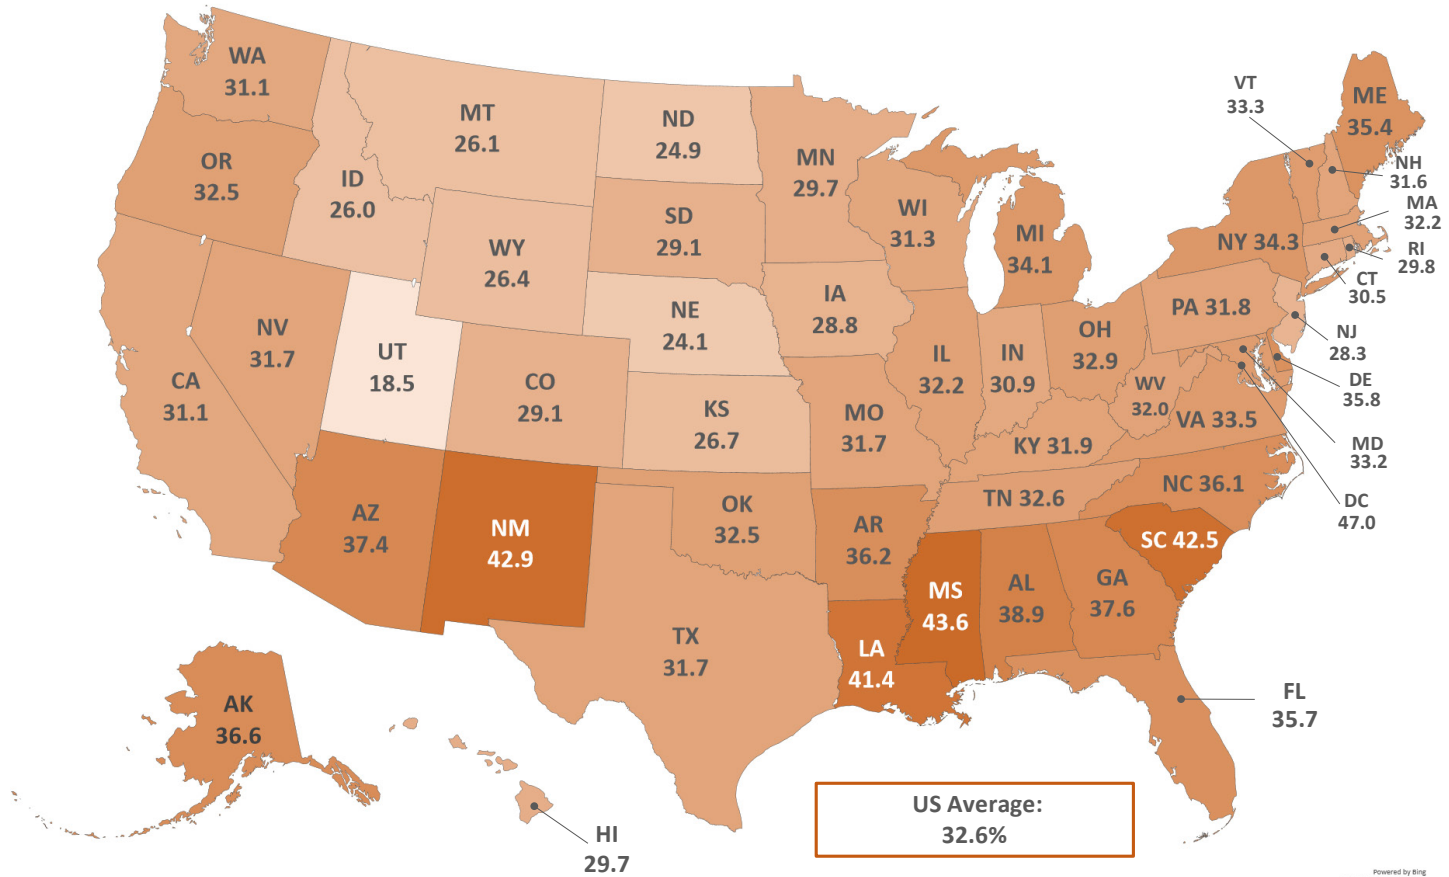 WA
31.1
OR
32.5
CA
31.1
NV
31.7
ID
26.0
MT
26.1
WY
26.4
UT
18.5
CO
29.1
AZ
37.4
NM
42.9
ND
24.9
SD
29.1
NE
24.1
KS
26.7
OK
32.5
TX
31.7
MN
29.7
IA
28.8
MO
31.7
AR
36.2
LA
41.4
WI
31.3
IL
32.2
MI
34.1
IN
30.9
OH
32.9
KY 31.9
TN 32.6
MS
43.6
AL
38.9
GA
37.6
FL
35.7
SC 42.5
NC 36.1
VA 33.5
WV
32.0
PA 31.8
NY 34.3
VT
33.3
ME
35.4
NH
31.6
MA
32.2
RI
29.8
CT
30.5
NJ
28.3
DE
35.8
MD
33.2
DC
47.0
AK
36.6
HI
29.7
US Average:
32.6%
Powered by Bing